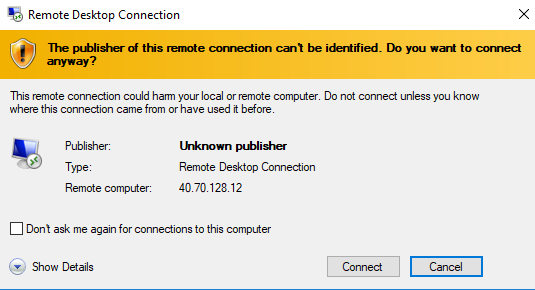 Remote Desktop Connection
The publisher of this remote connection can't be identified. Do you want to connect
anyway?
This remote connection could harm your local or remote computer. Do not connect unless you know
where this connection came from or have used it before.
Publisher: Unknown publisher
Type: Remote Desktop Connection
Remote computer: 40.70.128.12
Don't ask me again for connections to this computer
Show Details Connect Cancel